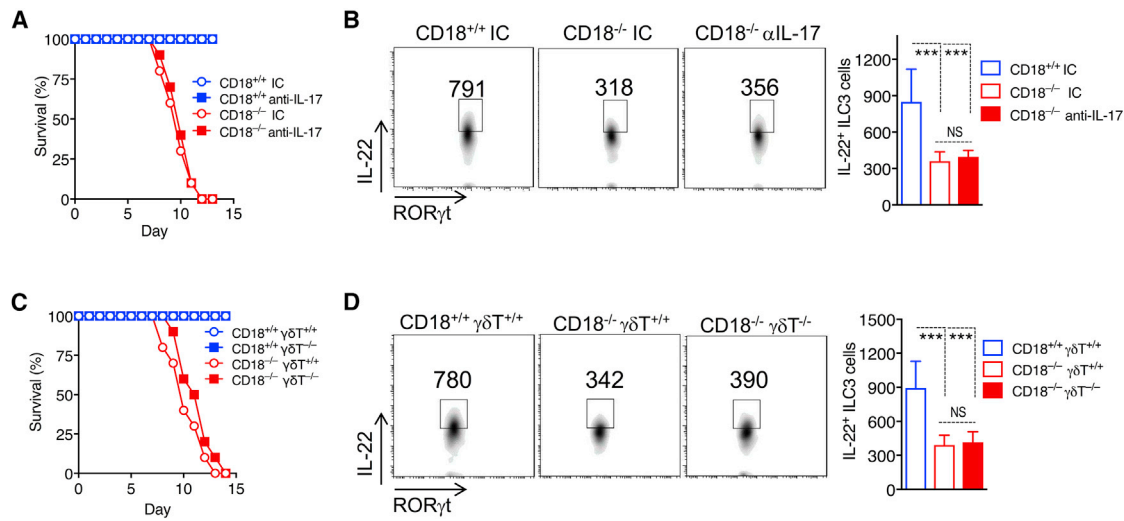 A
100
75
50
25
0
Survival (%)
0 5 10 15
Day
CD18+/+ IC
CD18+/+ anti-IL-17
CD18−/− IC
CD18−/− anti-IL-17
B
CD18+/+ IC
CD18-/- IC
CD18-/- αIL-17
791
318
356
IL-22
RORγt
1200
900
600
300
0
IL-22+ ILC3 cells
*** ***
NS
CD18+/+ IC
CD18−/− IC
CD18−/− anti-IL-17
C
100
75
50
25
0
Survival (%)
0 5 10 15
Day
CD18+/+ γδT+/+
CD18+/+ γδT−/−
CD18−/− γδT+/+
CD18−/− γδT−/−
D
CD18+/+ γδT+/+
CD18-/- γδT+/+
CD18-/- γδT-/-
780
342
390
IL-22
RORγt
1500
1200
900
600
300
0
IL-22+ ILC3 cells
*** ***
NS
CD18+/+ γδT+/+
CD18−/− γδT+/+
CD18−/− γδT−/−